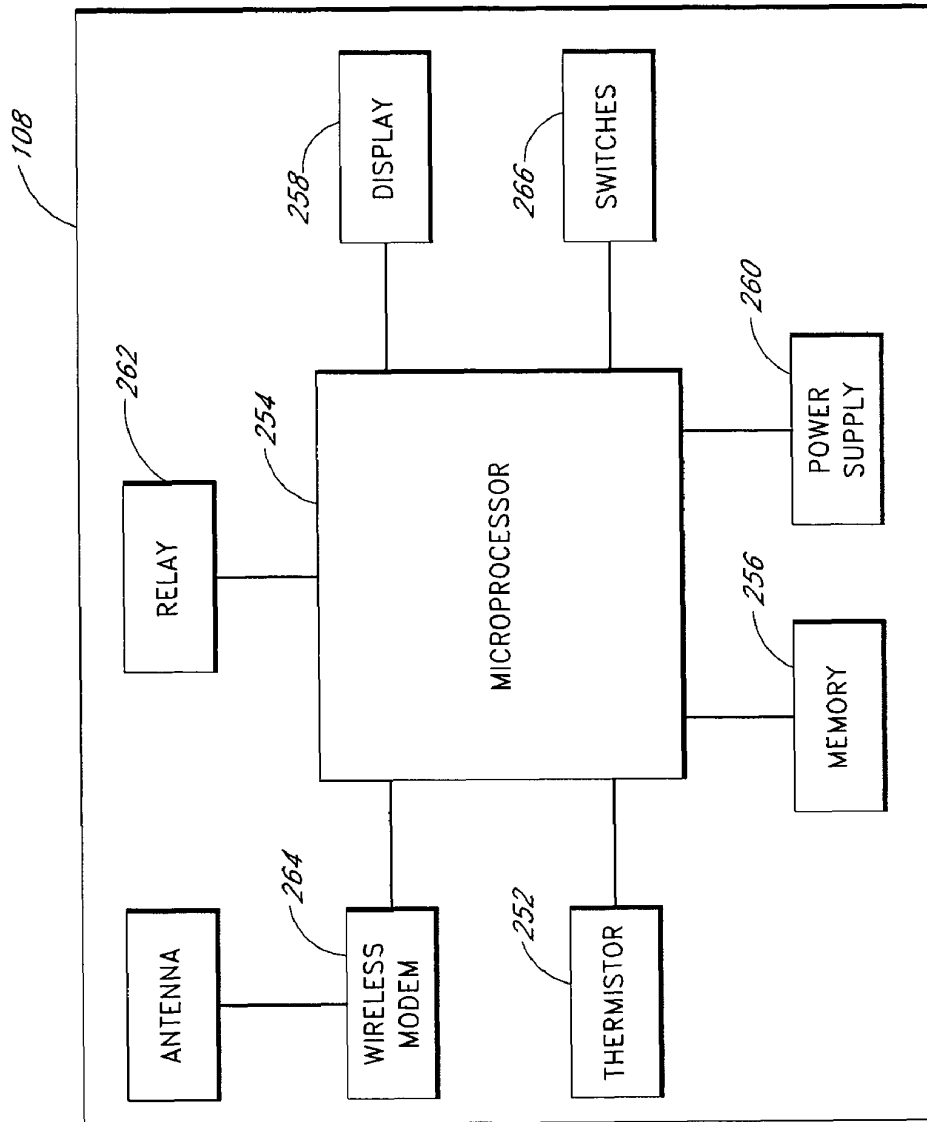 108
ANTENNA
RELAY
262
DISPLAY
258
WIRELESS
MODEM
264
254
MICROPROCESSOR
SWITCHES
266
THERMISTOR
252
MEMORY
256
POWER
SUPPLY
260